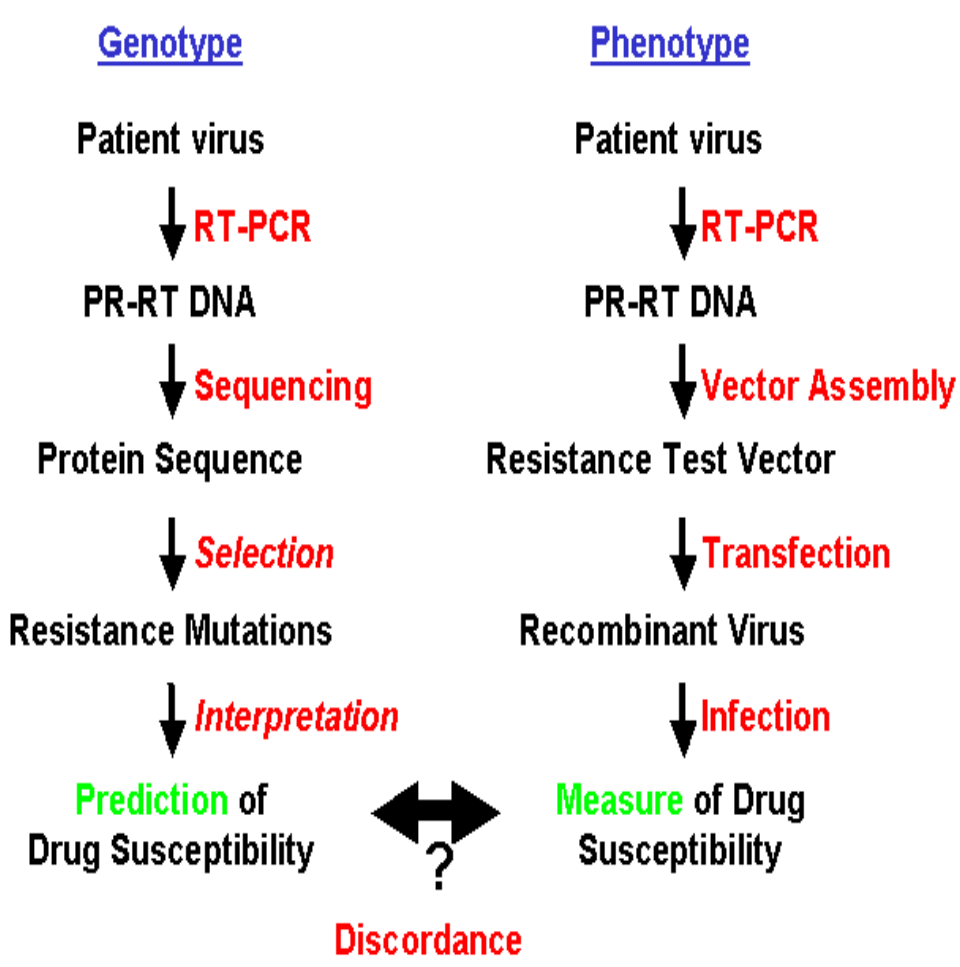 Genotype
Patient virus
RT-PCR
PR-RT DNA
Sequencing
Protein Sequence
Selection
Resistance Mutations
Interpretation
Prediction of
Drug Susceptibility
Phenotype
Patient virus
RT-PCR
PR-RT DNA
Vector Assembly
Resistance Test Vector
Transfection
Recombinant Virus
Infection
Measure of Drug
Susceptibility
?
Discordance